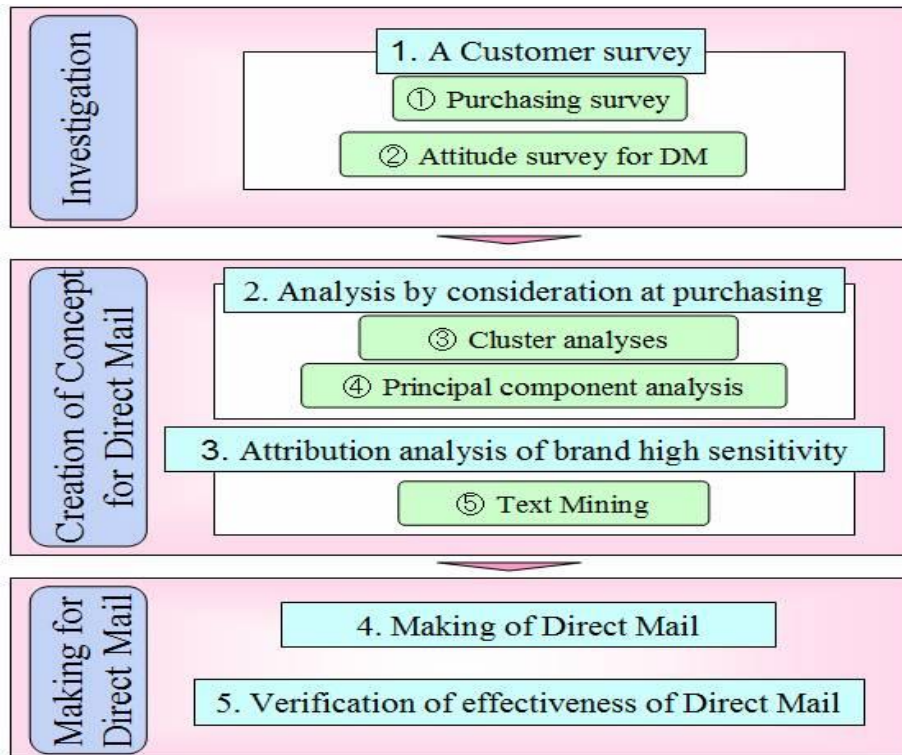 Investigation
1. A Customer survey
① Purchasing survey
② Attitude survey for DM
Creation of Concept
for Direct Mail
2. Analysis by consideration at purchasing
③ Cluster analyses
④ Principal component analysis
3. Attribution analysis of brand high sensitivity
⑤ Text Mining
Making for
Direct Mail
4. Making of Direct Mail
5. Verification of effectiveness of Direct Mail